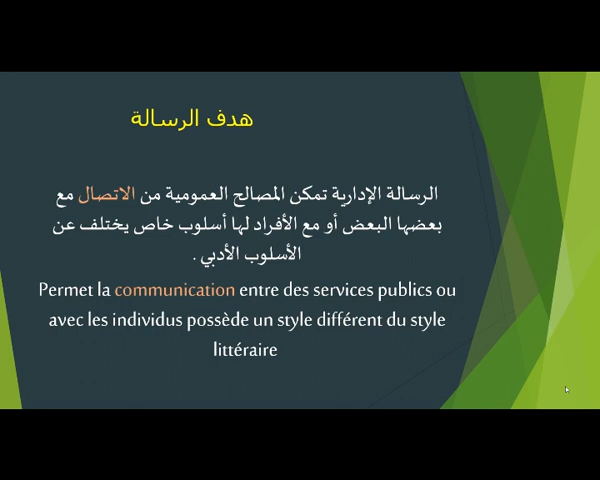 هدف الرسالة
الرسالة الإدارية تمكن المصالح العمومية من الاتصال مع
بعضها البعض أو مع الأفراد لها أسلوب خاص يختلف عن
الأسلوب الأدبي .
Permet la communication entre des services publics ou
avec les individus possède un style différent du style
littéraire